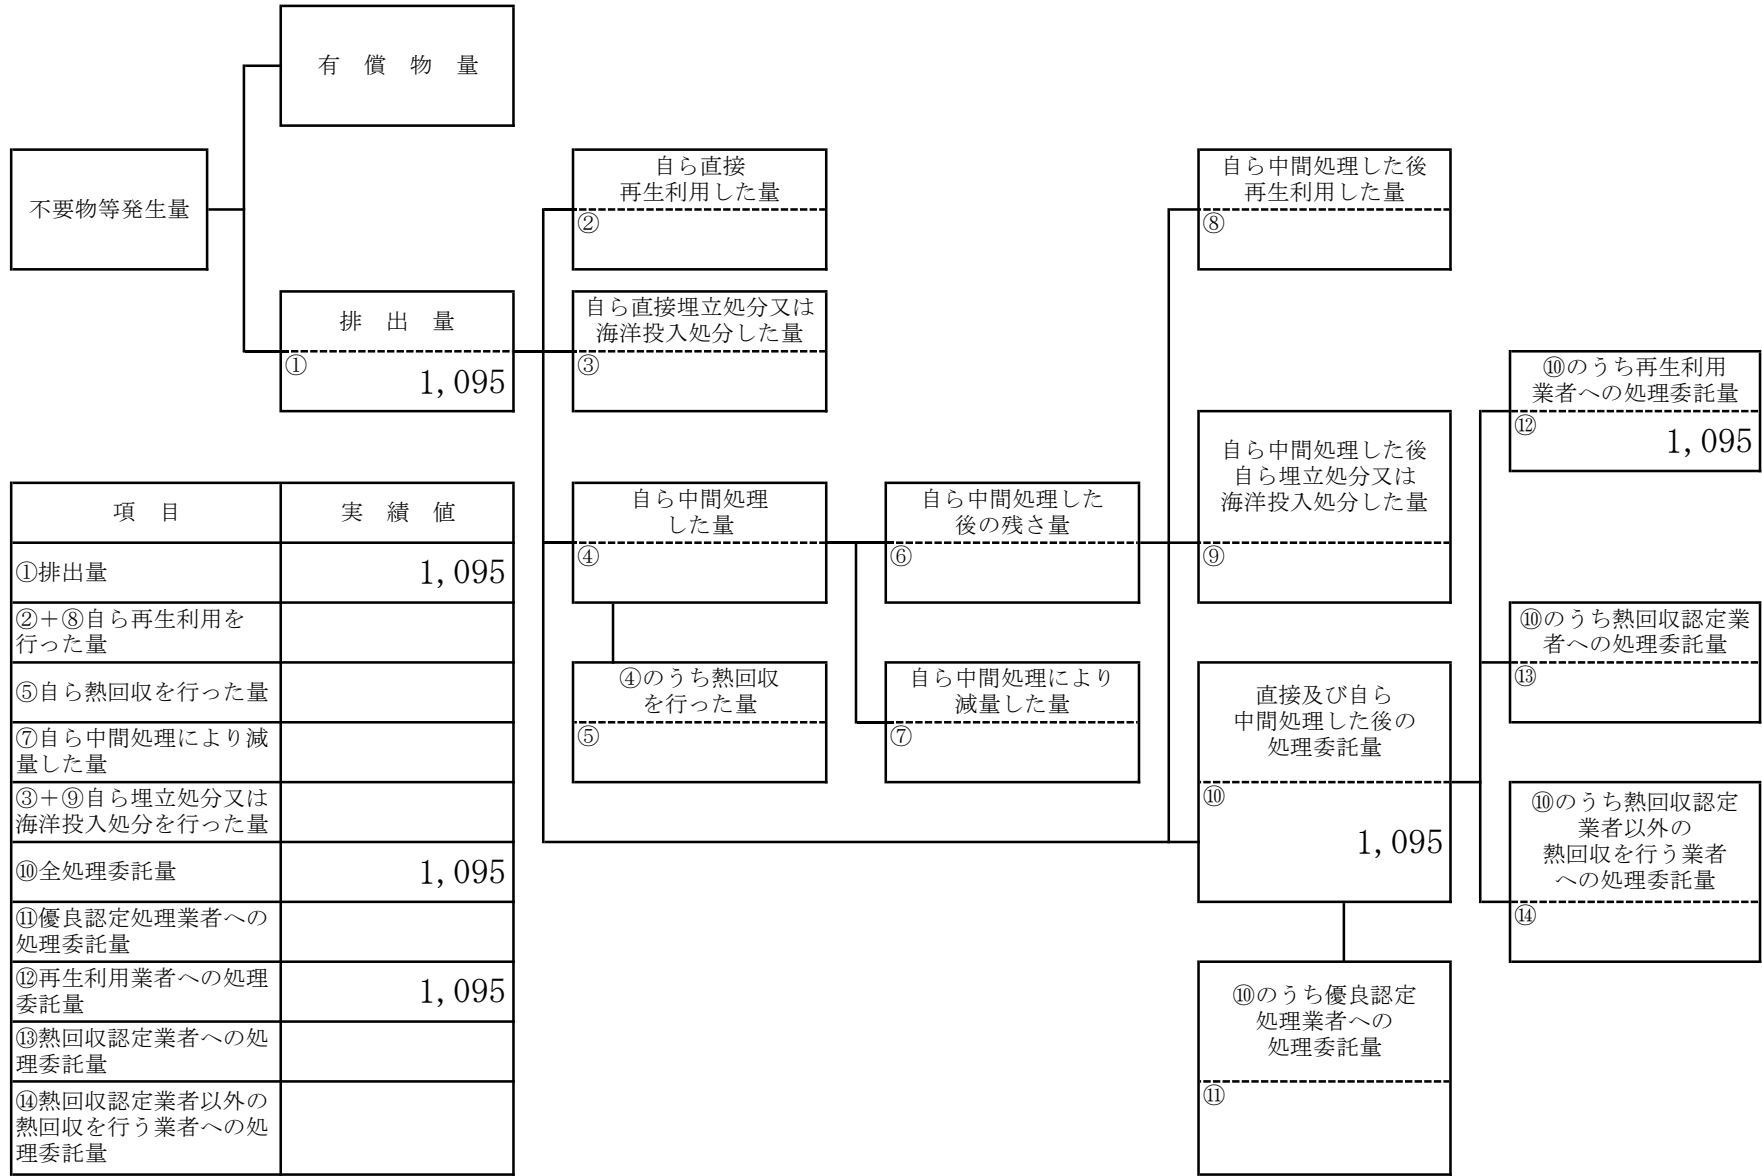 有　償　物　量
不要物等発生量
排　出　量
①
1,095
自ら直接
再生利用した量
②
自ら直接埋立処分又は
海洋投入処分した量
③
自ら中間処理
した量
④
④のうち熱回収
を行った量
⑤
自ら中間処理した
後の残さ量
⑥
自ら中間処理により
減量した量
⑦
自ら中間処理した後
再生利用した量
⑧
自ら中間処理した後
自ら埋立処分又は
海洋投入処分した量
⑨
直接及び自ら
中間処理した後の
処理委託量
⑩
1,095
⑩のうち優良認定
処理業者への
処理委託量
⑪
⑩のうち再生利用
業者への処理委託量
⑫
1,095
⑩のうち熱回収認定業
者への処理委託量
⑬
⑩のうち熱回収認定
業者以外の
熱回収を行う業者
への処理委託量
⑭
項　目　実　績　値
①排出量　1,095
②＋⑧自ら再生利用を
行った量
⑤自ら熱回収を行った量
⑦自ら中間処理により減
量した量
③＋⑨自ら埋立処分又は
海洋投入処分を行った量
⑩全処理委託量　1,095
⑪優良認定処理業者への
処理委託量
⑫再生利用業者への処理
委託量　1,095
⑬熱回収認定業者への処
理委託量
⑭熱回収認定業者以外の
熱回収を行う業者への処
理委託量